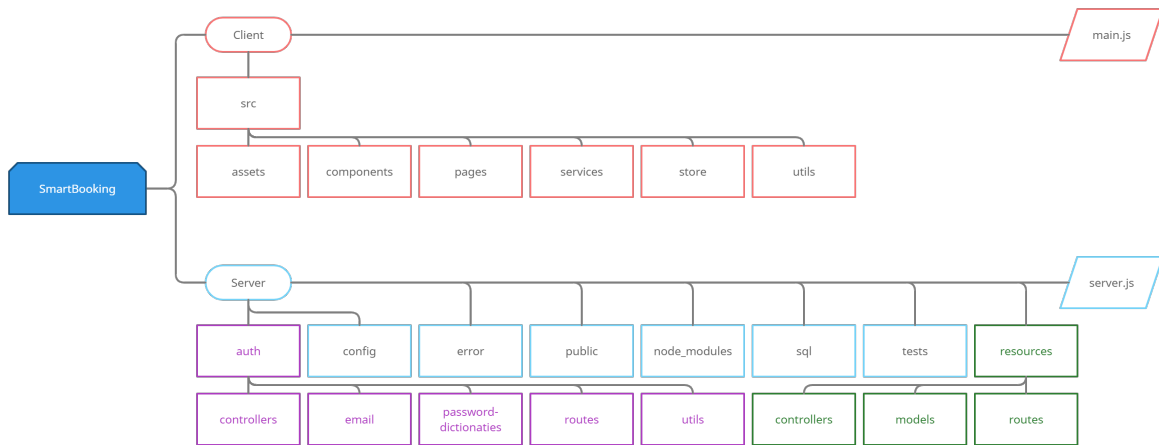 Client
main.js
src
assets
components
pages
services
store
utils
SmartBooking
Server
server.js
auth
config
error
public
node_modules
sql
tests
resources
controllers
email
password-
dictionaties
routes
utils
controllers
models
routes